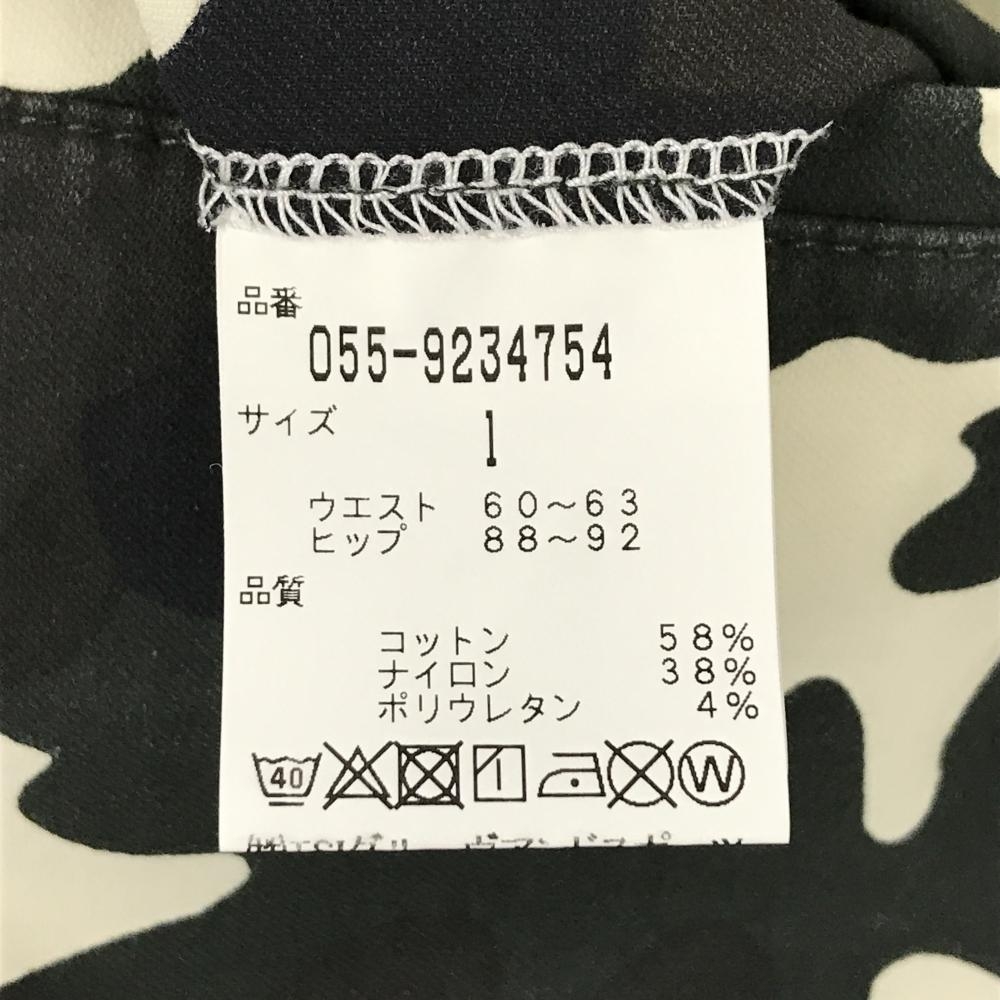 品番
055-9234754
サイズ 1
ウエスト 60～63
ヒップ 88～92
品質
コットン 58%
ナイロン 38%
ポリウレタン 4%
40 W